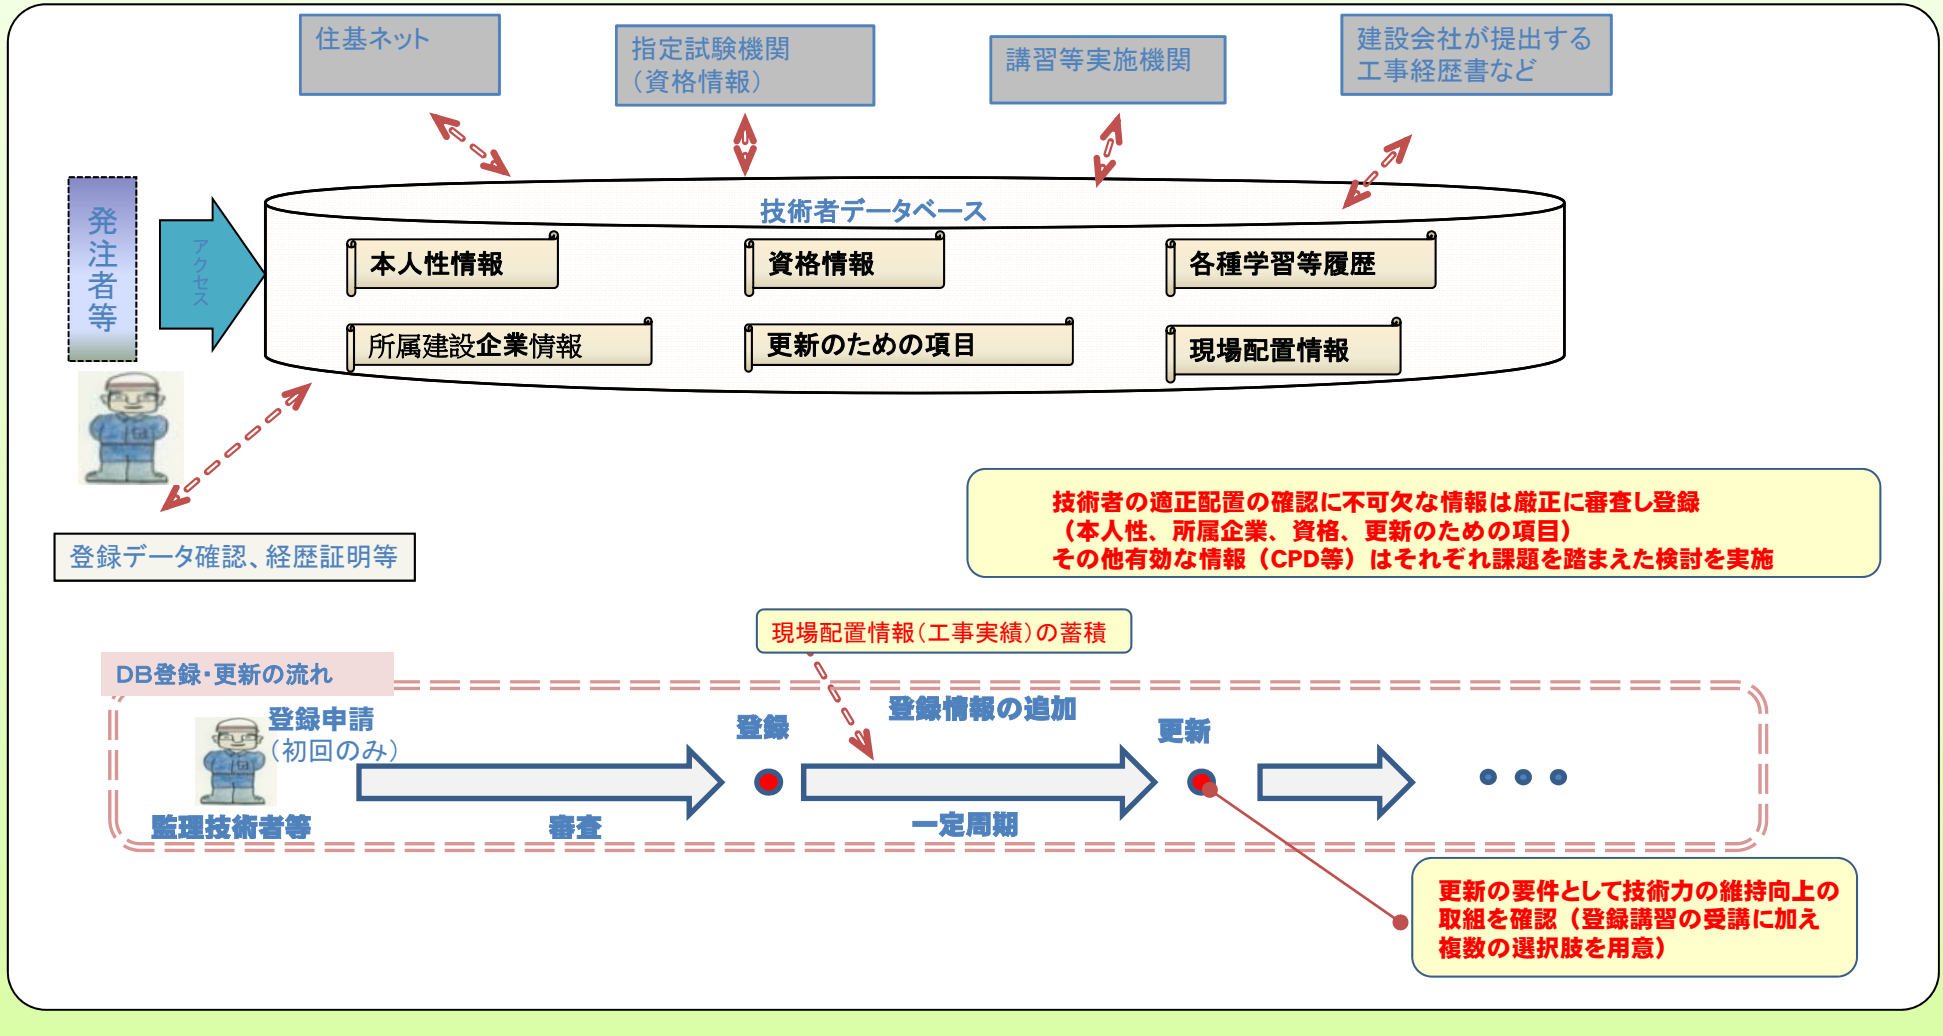 住基ネット
指定試験機関
（資格情報）
講習等実施機関
建設会社が提出する
工事経歴書など
発注者等
アクセス
技術者データベース
本人性情報
資格情報
各種学習等履歴
所属建設企業情報
更新のための項目
現場配置情報
登録データ確認、経歴証明等
技術者の適正配置の確認に不可欠な情報は厳正に審査し登録
（本人性、所属企業、資格、更新のための項目）
その他有効な情報（CPD等）はそれぞれ課題を踏まえた検討を実施
現場配置情報（工事実績）の蓄積
ＤＢ登録・更新の流れ
登録申請
（初回のみ）
登録
登録情報の追加
更新
監理技術者等
審査
一定周期
更新の要件として技術力の維持向上の
取組を確認（登録講習の受講に加え
複数の選択肢を用意）